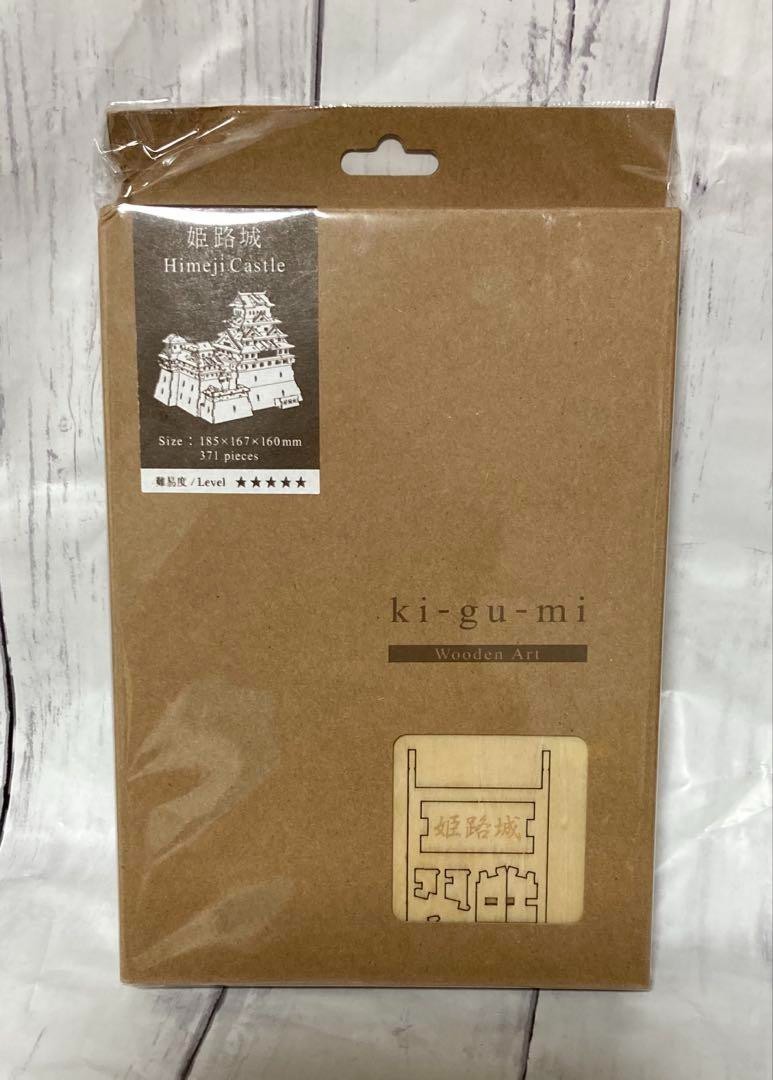 姫路城
Himeji Castle
Size : 185×167×160mm
371 pieces
難易度 / Level ★★★★★
ki-gu-mi
Wooden Art
姫路城